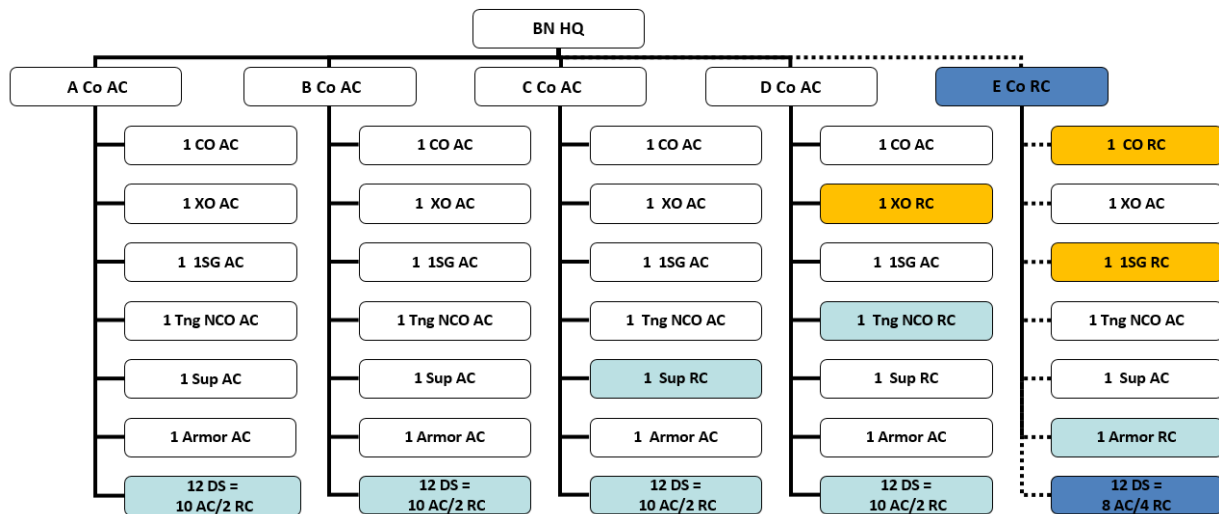 BN HQ
A Co AC
B Co AC
C Co AC
D Co AC
E Co RC
1 CO AC
1 CO AC
1 CO AC
1 CO AC
1 CO RC
1 XO AC
1 XO AC
1 XO AC
1 XO RC
1 XO AC
1 1SG AC
1 1SG AC
1 1SG AC
1 1SG AC
1 1SG RC
1 Tng NCO AC
1 Tng NCO AC
1 Tng NCO AC
1 Tng NCO RC
1 Tng NCO AC
1 Sup AC
1 Sup AC
1 Sup RC
1 Sup RC
1 Sup AC
1 Armor AC
1 Armor AC
1 Armor AC
1 Armor AC
1 Armor RC
12 DS =
10 AC/2 RC
12 DS =
10 AC/2 RC
12 DS =
10 AC/2 RC
12 DS =
10 AC/2 RC
12 DS =
8 AC/4 RC